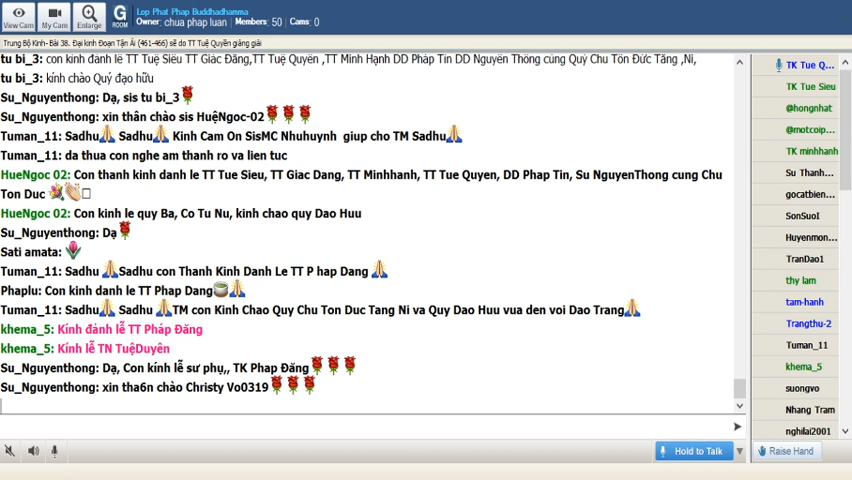 Lop Phat Phap Buddhadhamma
Owner: chua phap luan Members: 50 Cams: 0
View Cam
My Cam
Enlarge
G
ROOM
Trung Bộ Kinh- Bài 38. Đại kinh Đoạn Tận Ái (461-466) sẽ do TT Tuệ Quyền giảng giải
tu bi_3: con kính đảnh lễ TT Tuệ Siêu TT Giác Đẳng,TT Tuệ Quyền ,TT Minh Hạnh DD Pháp Tín DD Nguyên Thông cùng Quý Chư Tôn Đức Tăng ,Ni,
tu bi_3: kính chào Quý đạo hữu
Su_Nguyenthong: Dạ, sis tu bi_3
Su_Nguyenthong: xin thân chào sis HuệNgoc-02
Tuman_11: Sadhu Sadhu Kinh Cam On SisMC Nhuhuynh giup cho TM Sadhu
Tuman_11: da thua con nghe am thanh ro va lien tuc
HueNgoc 02: Con thanh kinh danh le TT Tue Sieu, TT Giac Dang, TT Minhhanh, TT Tue Quyen, DD Phap Tin, Su NguyenThong cung Chu
Ton Duc
HueNgoc 02: Con kinh le quy Ba, Co Tu Nu, kinh chao quy Dao Huu
Su_Nguyenthong: Dạ
Sati amata:
Tuman_11: Sadhu Sadhu con Thanh Kinh Danh Le TT P hap Dang
Phaplu: Con kinh danh le TT Phap Dang
Tuman_11: Sadhu Sadhu TM con Kinh Chao Quy Chu Ton Duc Tang Ni va Quy Dao Huu vua den voi Dao Trang
khema_5: Kính đảnh lễ TT Pháp Đăng
khema_5: Kính lễ TN TuệDuyên
Su_Nguyenthong: Dạ, Con kính lễ sư phụ,, TK Phap Đăng
Su_Nguyenthong: xin tha6n chào Christy Vo0319
Hold to Talk
TK Tue Q...
TK Tue Sieu
@hongnhat
@motcoip...
TK minhhanh
Su Thanh...
gocatbien...
SonSuoI
Huyenmon...
TranDao1
thy lam
tam-hanh
Trangthu-2
Tuman_11
khema_5
suongvo
Nhang Tram
nghilai2001
Raise Hand